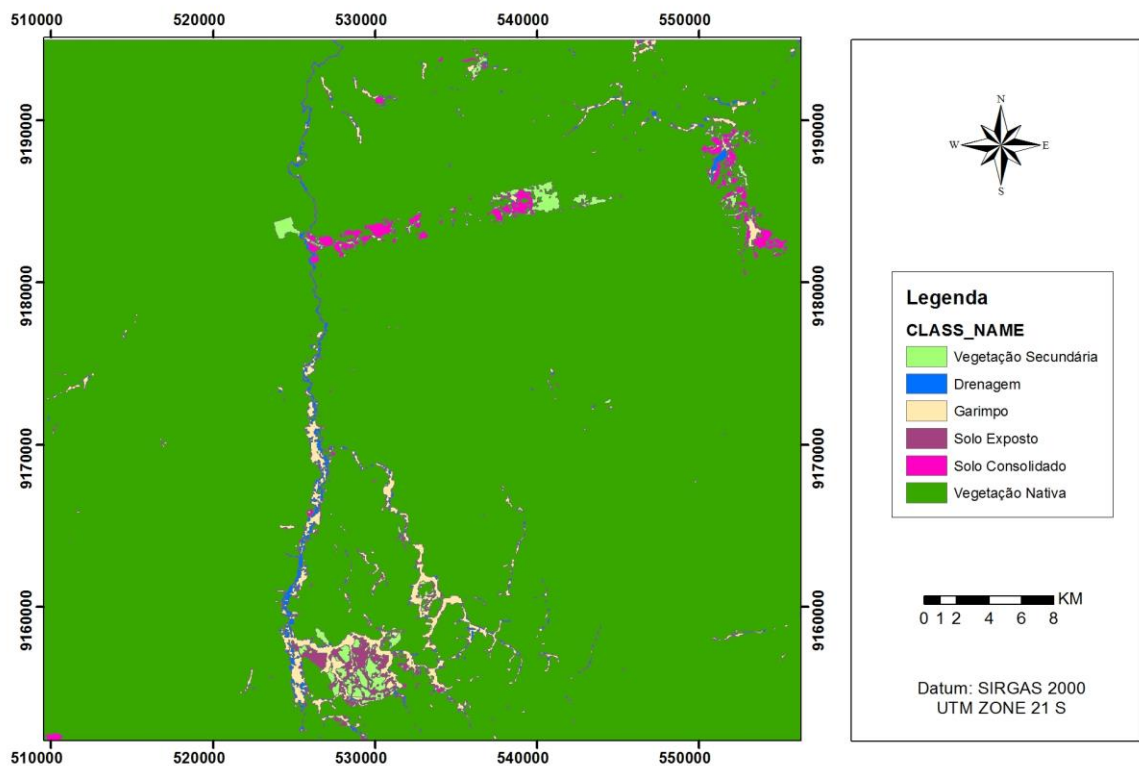 510000 520000 530000 540000 550000
9190000 9190000
9180000 9180000
9170000 9170000
9160000 9160000
510000 520000 530000 540000 550000
N
W E
S
Legenda
CLASS_NAME
Vegetação Secundária
Drenagem
Garimpo
Solo Exposto
Solo Consolidado
Vegetação Nativa
KM
0 1 2 4 6 8
Datum: SIRGAS 2000
UTM ZONE 21 S